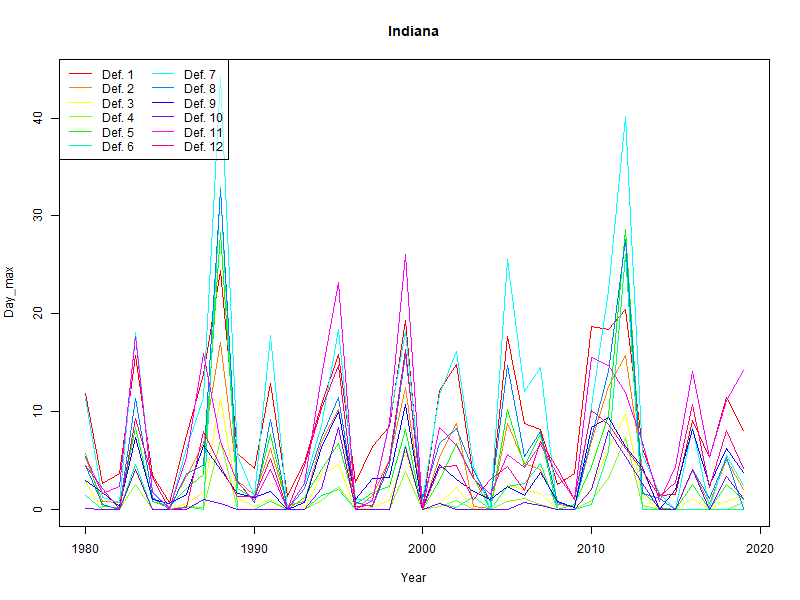 Indiana
Def. 1 Def. 7
Def. 2 Def. 8
Def. 3 Def. 9
Def. 4 Def. 10
Def. 5 Def. 11
Def. 6 Def. 12
40
30
20
10
0
Day_max
1980 1990 2000 2010 2020
Year